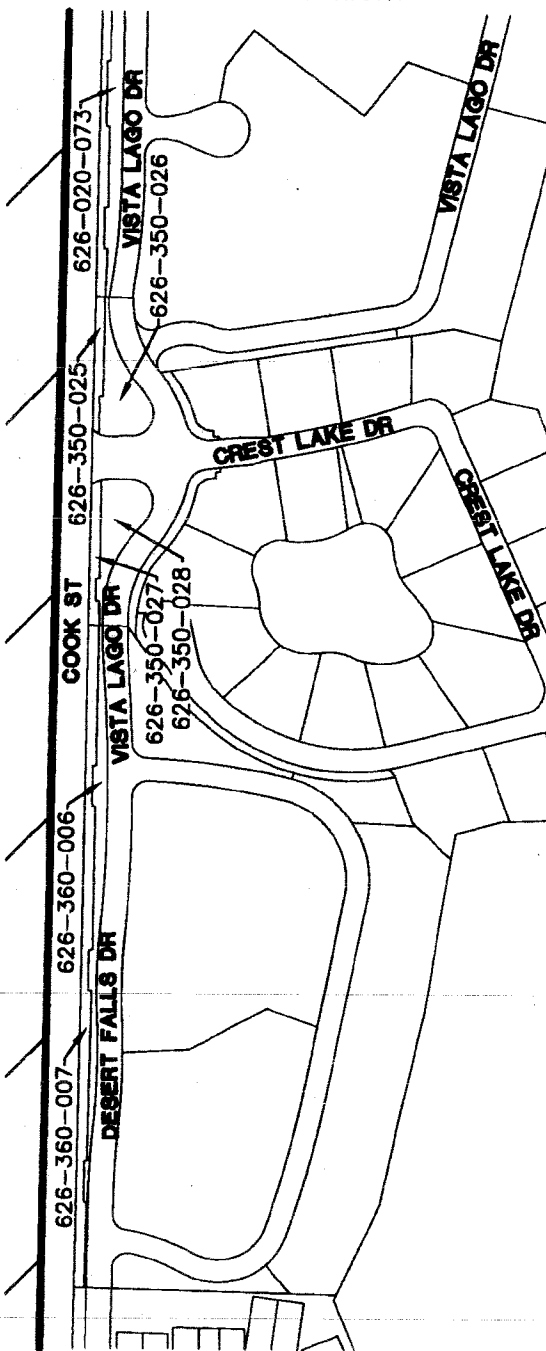 626-020-073
VISTA LAGO DR
626-350-026
VISTA LAGO DR
626-350-025
CREST LAKE DR
CREST LAKE DR
COOK ST
VISTA LAGO DR
626-350-027
626-350-028
626-360-006
DESERT FALLS DR
626-360-007